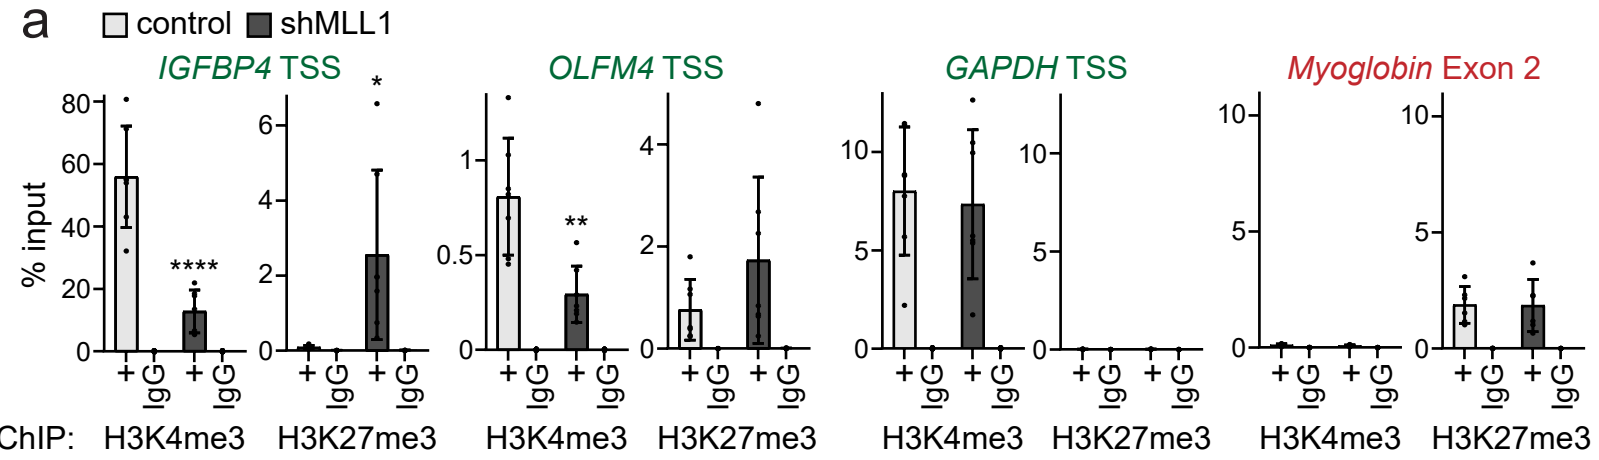 a
control shMLL1
IGFBP4 TSS OLFM4 TSS GAPDH TSS Myoglobin Exon 2
% input
80 60 40 20 0
****
6 4 2 0
*
1 0.5 0
**
4 2 0
10 5 0
10 5 0
10 5 0
10 5 0
+ IgG + IgG + IgG + IgG + IgG + IgG + IgG + IgG + IgG + IgG + IgG + IgG + IgG + IgG + IgG + IgG
ChIP: H3K4me3 H3K27me3 H3K4me3 H3K27me3 H3K4me3 H3K27me3 H3K4me3 H3K27me3